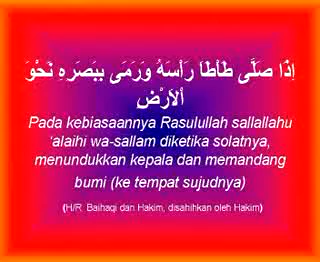 إِذَا صَلَّى طَأْطَأَ رَأْسَهُ وَرَمَى بِبَصَرِهِ نَحْوَ
الْأَرْضِ
Pada kebiasaannya Rasulullah sallallahu
'alaihi wa-sallam diketika solatnya,
menundukkan kepala dan memandang
bumi (ke tempat sujudnya)
(H/R Baihaqi dan Hakim, disahihkan oleh Hakim)